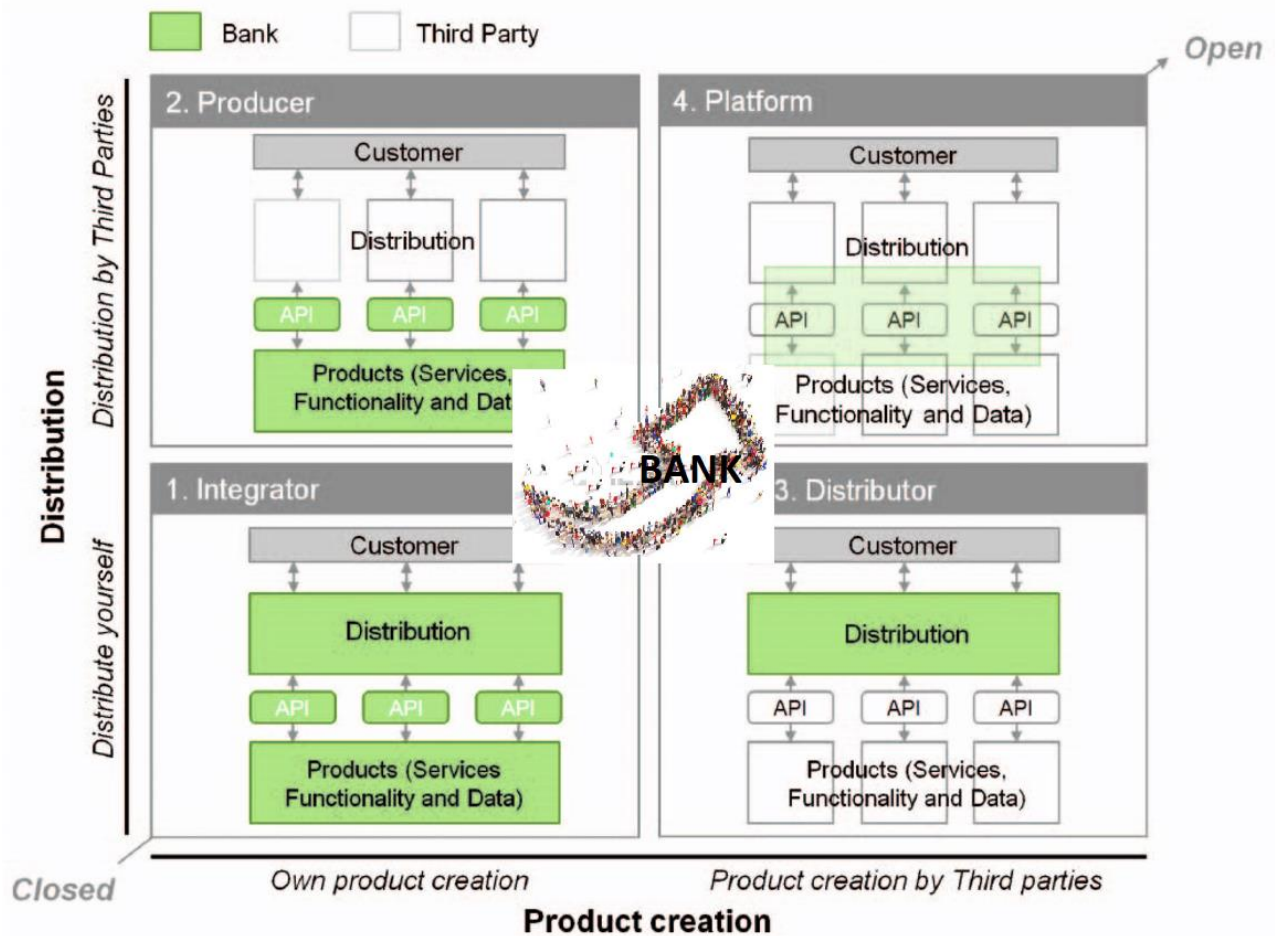 Bank
Third Party
Open
2. Producer
Customer
Distribution
API API API
Products (Services,
Functionality and Dat
4. Platform
Customer
Distribution
API API API
Products (Services,
Functionality and Data)
BANK
1. Integrator
Customer
Distribution
API API API
Products (Services
Functionality and Data)
3. Distributor
Customer
Distribution
API API API
Products (Services,
Functionality and Data)
Distribution
Distribution by Third Parties
Distribute yourself
Closed
Own product creation
Product creation by Third parties
Product creation